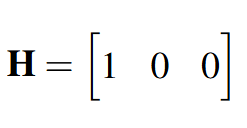 H = [1 0 0]